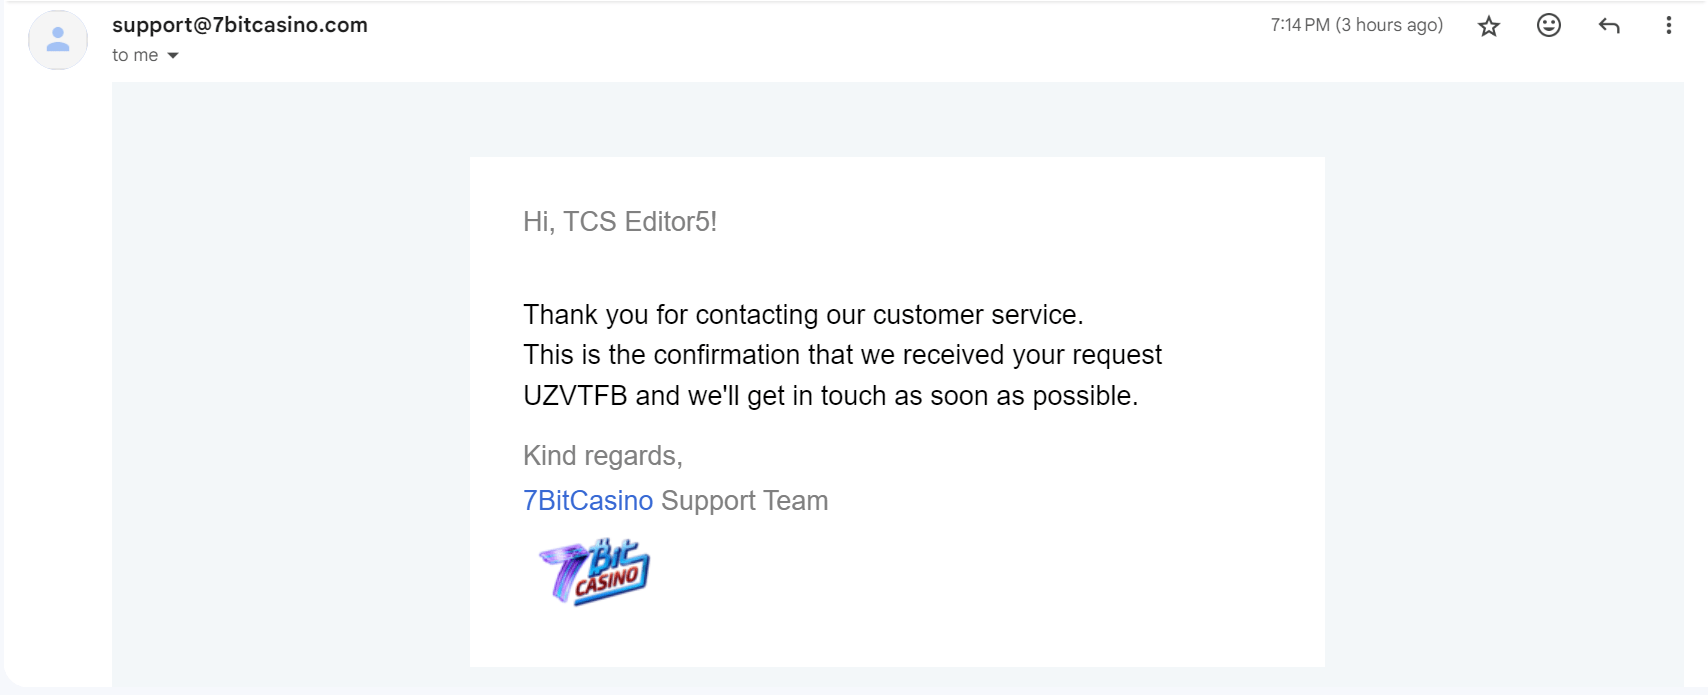 support@7bitcasino.com
7:14 PM (3 hours ago)
to me
Hi, TCS Editor5!
Thank you for contacting our customer service.
This is the confirmation that we received your request
UZVTFB and we'll get in touch as soon as possible.
Kind regards,
7BitCasino Support Team
7Bit
CASINO